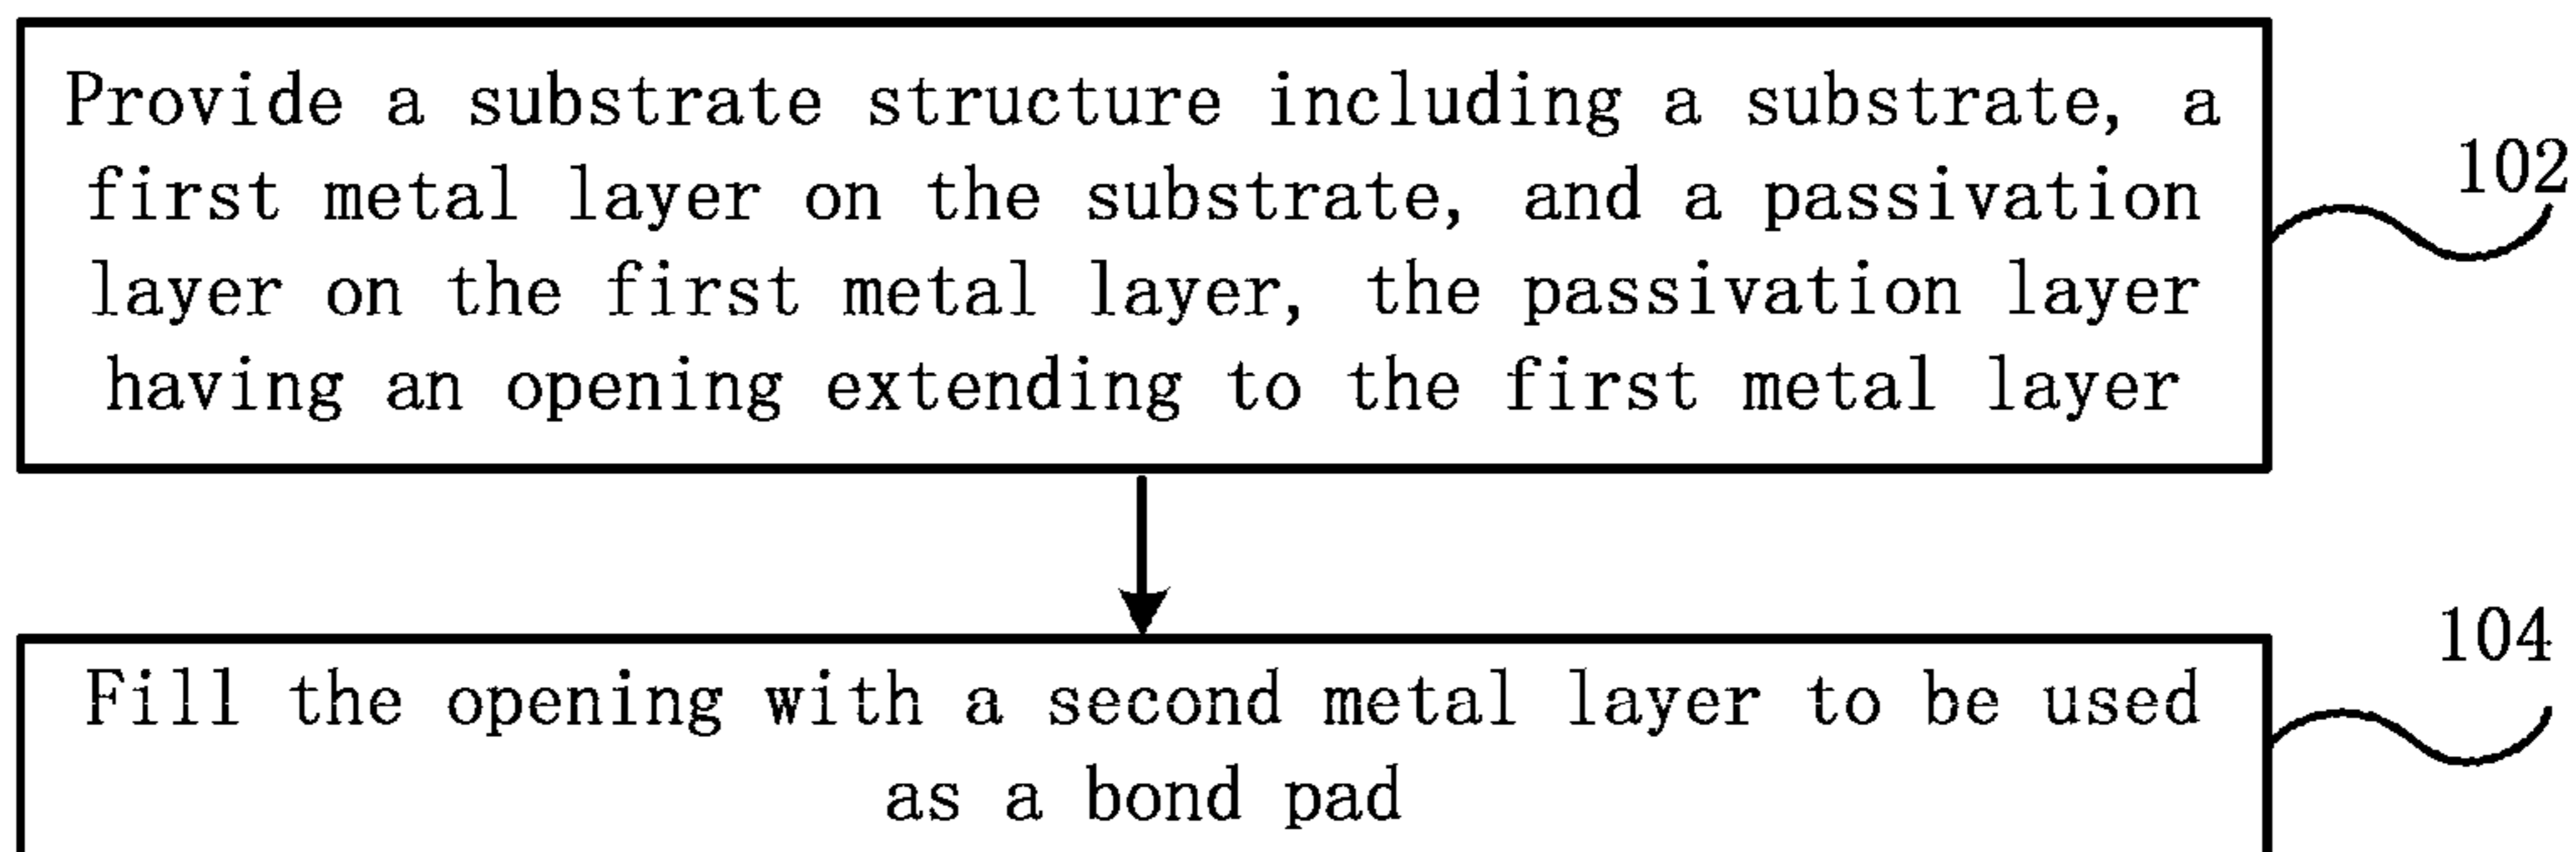 Provide a substrate structure including a substrate, a
first metal layer on the substrate, and a passivation
layer on the first metal layer, the passivation layer
having an opening extending to the first metal layer
102
Fill the opening with a second metal layer to be used
as a bond pad
104